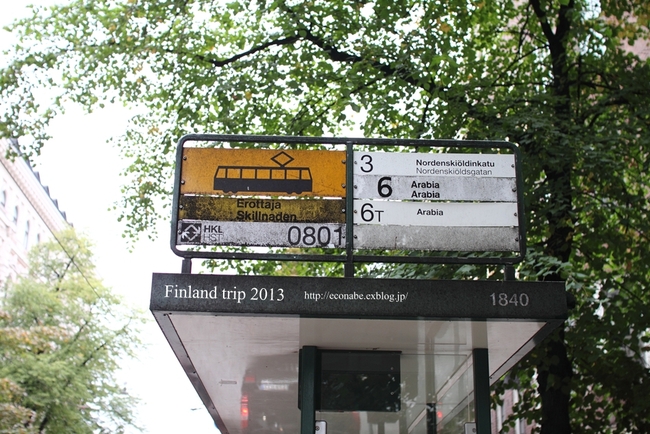 Erottaja
Skillnaden
HKL
HST
0801
3 Nordenskiöldinkatu
Nordenskiöldsgatan
6 Arabia
Arabia
6T Arabia
Finland trip 2013 http://econabe.exblog.jp/ 1840